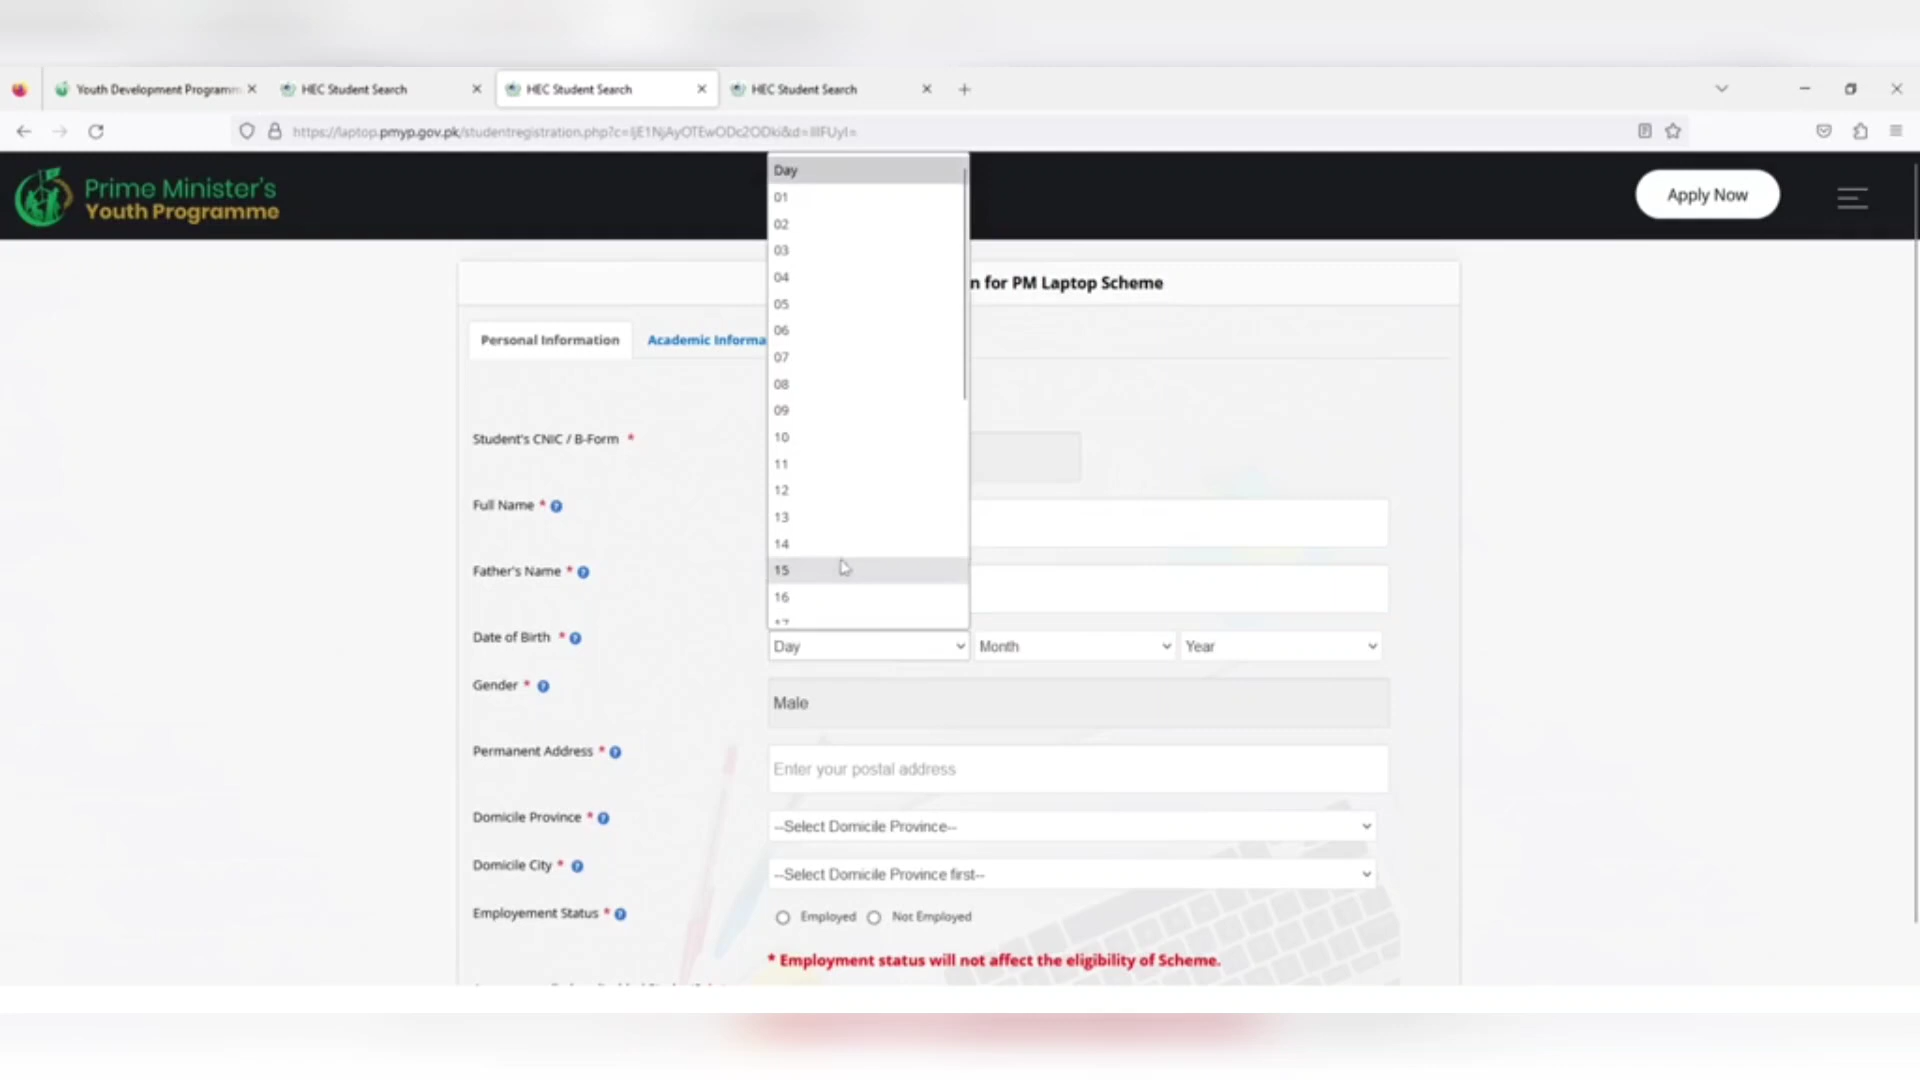 Youth Development Programm
HEC Student Search
HEC Student Search
HEC Student Search
https://laptop.pmyp.gov.pk/studentregistration.php?c=IjE1NjAyOTEwODc2ODki&d=IlIFUyI=
Prime Minister's
Youth Programme
Apply Now
n for PM Laptop Scheme
Personal Information
Academic Informa
Day
01
02
03
04
05
06
07
08
09
10
11
12
13
14
15
16
17
Student's CNIC / B-Form *
Full Name *
Father's Name *
Date of Birth *
Day
Month
Year
Gender *
Male
Permanent Address *
Enter your postal address
Domicile Province *
--Select Domicile Province--
Domicile City *
--Select Domicile Province first--
Employement Status *
Employed
Not Employed
* Employment status will not affect the eligibility of Scheme.